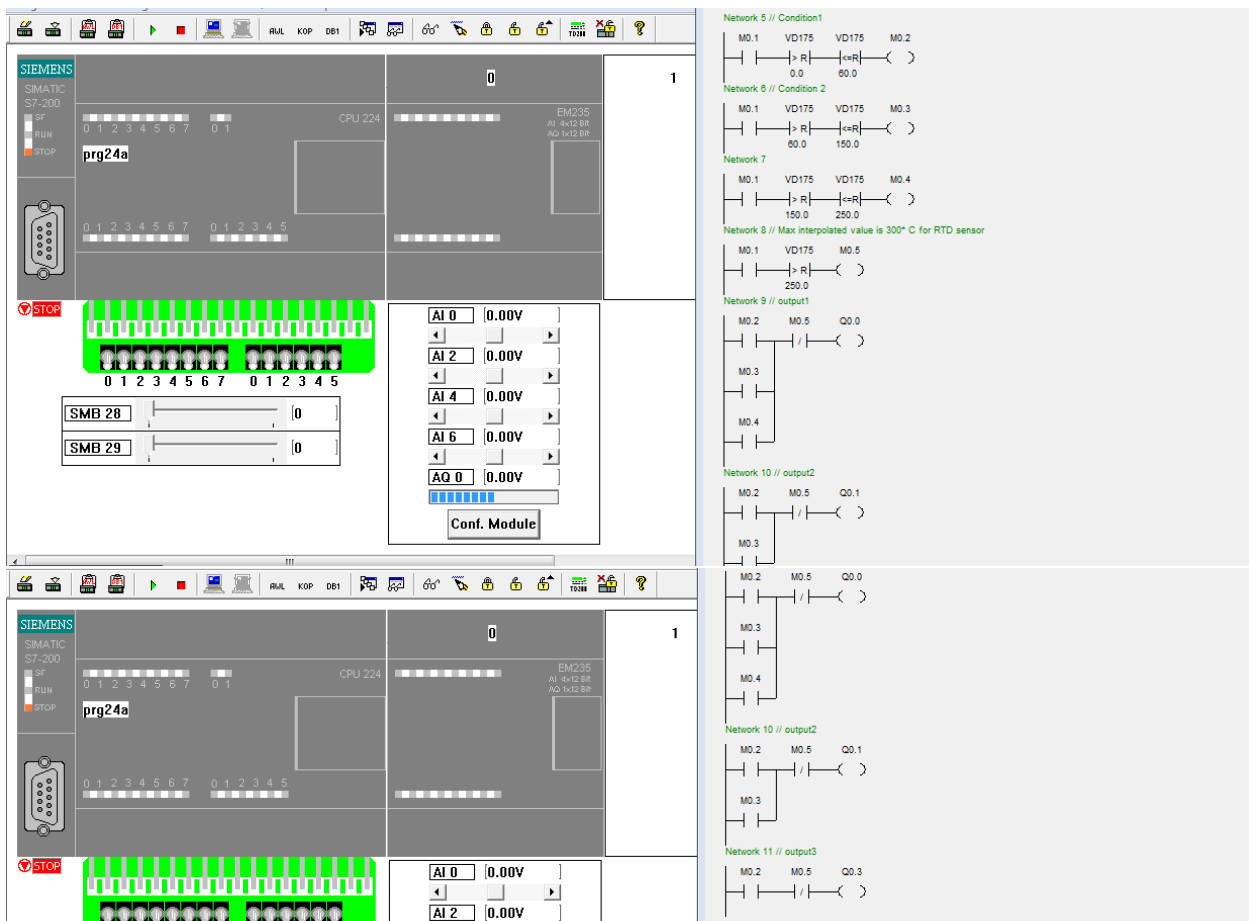 AWL KOP DB1 TD200
SIEMENS
SIMATIC
S7-200
SF
RUN
STOP
0 1 2 3 4 5 6 7 0 1
CPU 224
prg24a
0 1 2 3 4 5 6 7 0 1 2 3 4 5
0
EM235
AI 4x12 Bit
AQ 1x12 Bit
1
STOP
0 1 2 3 4 5 6 7 0 1 2 3 4 5
SMB 28 [0 ]
SMB 29 [0 ]
AI 0 [0.00V ]
AI 2 [0.00V ]
AI 4 [0.00V ]
AI 6 [0.00V ]
AQ 0 [0.00V ]
Conf. Module
Network 5 // Condition1
M0.1 VD175 VD175 M0.2
> R <=R
0.0 60.0
Network 6 // Condition 2
M0.1 VD175 VD175 M0.3
> R <=R
60.0 150.0
Network 7
M0.1 VD175 VD175 M0.4
> R <=R
150.0 250.0
Network 8 // Max interpolated value is 300* C for RTD sensor
M0.1 VD175 M0.5
> R
250.0
Network 9 // output1
M0.2 M0.5 Q0.0
/
M0.3
M0.4
Network 10 // output2
M0.2 M0.5 Q0.1
/
M0.3
AWL KOP DB1 TD200
SIEMENS
SIMATIC
S7-200
SF
RUN
STOP
0 1 2 3 4 5 6 7 0 1
CPU 224
prg24a
0 1 2 3 4 5 6 7 0 1 2 3 4 5
0
EM235
AI 4x12 Bit
AQ 1x12 Bit
1
STOP
AI 0 [0.00V ]
AI 2 [0.00V
M0.2 M0.5 Q0.0
/
M0.3
M0.4
Network 10 // output2
M0.2 M0.5 Q0.1
/
M0.3
Network 11 // output3
M0.2 M0.5 Q0.3
/